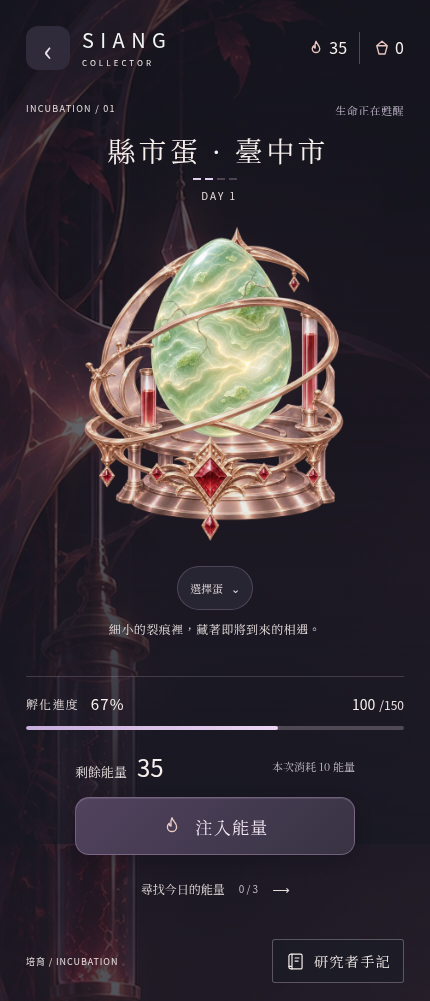 ‹ SIANG
COLLECTOR
35 0
INCUBATION / 01 生命正在甦醒
縣市蛋 · 臺中市
DAY 1
選擇蛋 ⌄
細小的裂痕裡，藏著即將到來的相遇。
孵化進度 67% 100 /150
剩餘能量 35 本次消耗 10 能量
注入能量
尋找今日的能量 0/3 →
培育 / INCUBATION 研究者手記